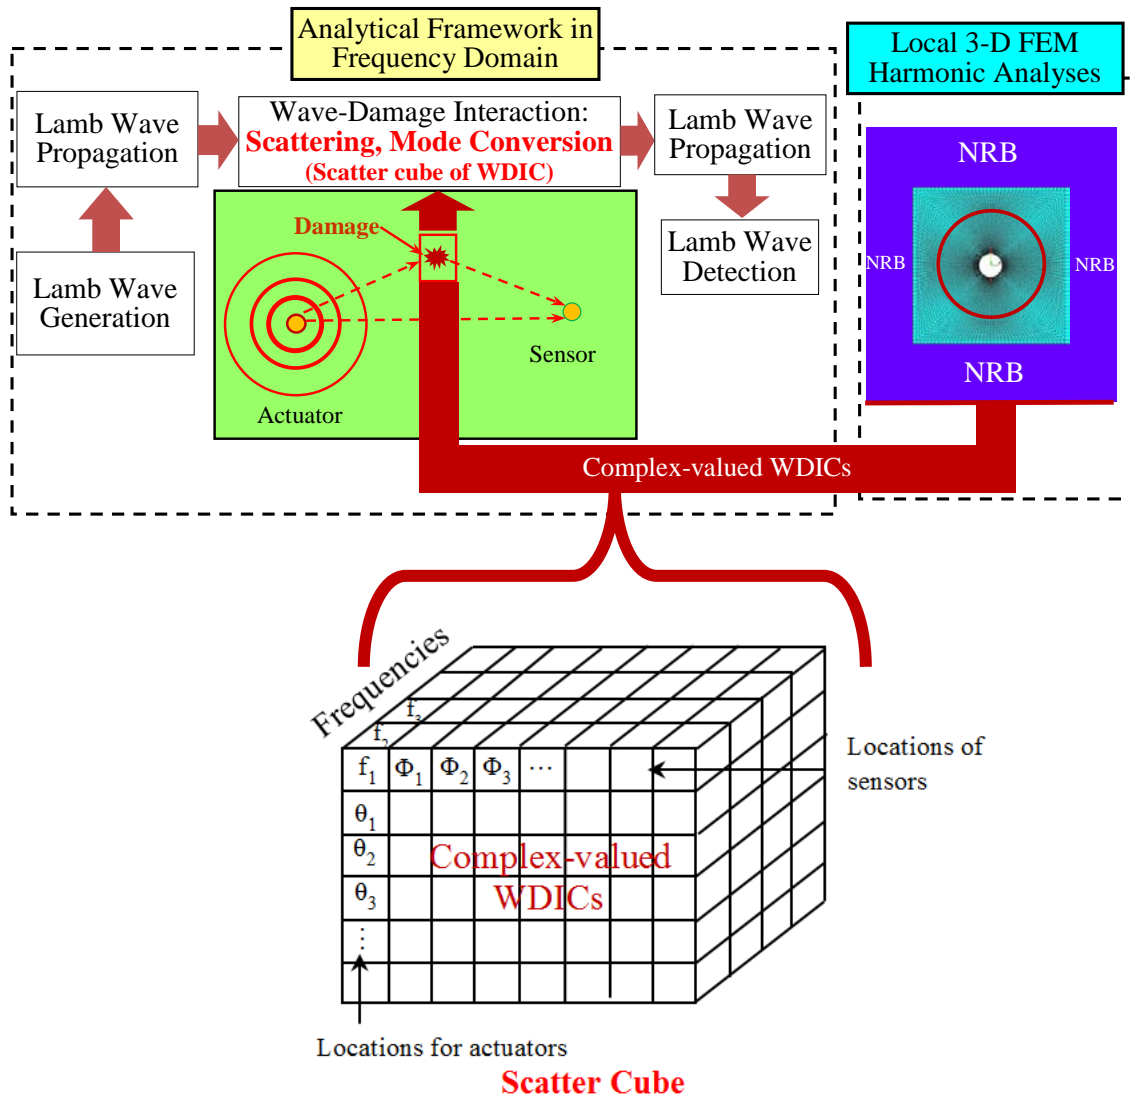 Analytical Framework in
Frequency Domain
Local 3-D FEM
Harmonic Analyses
Lamb Wave
Propagation
Wave-Damage Interaction:
Scattering, Mode Conversion
(Scatter cube of WDIC)
Lamb Wave
Propagation
Lamb Wave
Generation
Lamb Wave
Detection
Damage
Actuator
Sensor
NRB
NRB
NRB
NRB
Complex-valued WDICs
Frequencies
f₃
f₂
f₁ Φ₁ Φ₂ Φ₃ ⋯
θ₁
θ₂
θ₃
⋮
Complex-valued
WDICs
Locations of
sensors
Locations for actuators
Scatter Cube